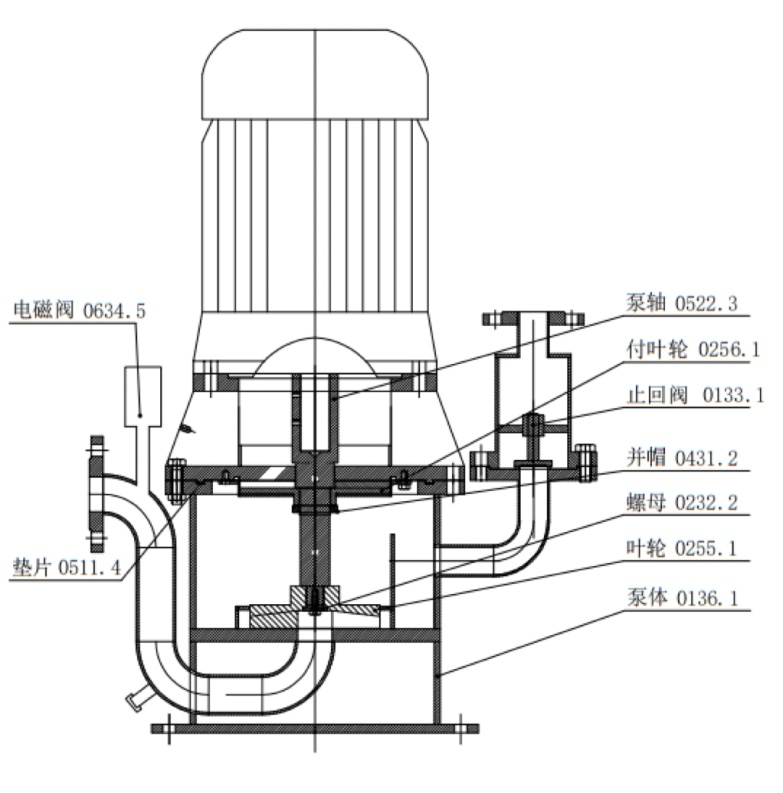 电磁阀 0634.5
泵轴 0522.3
付叶轮 0256.1
止回阀 0133.1
并帽 0431.2
螺母 0232.2
垫片 0511.4
叶轮 0255.1
泵体 0136.1